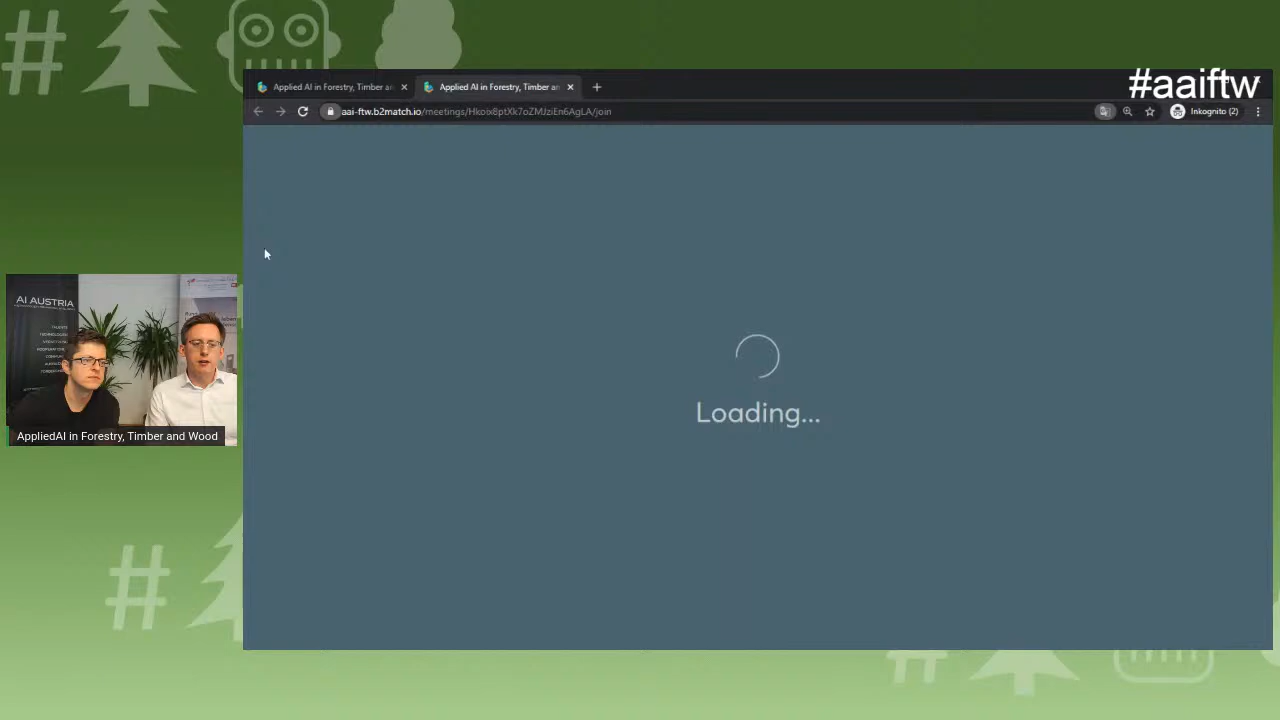 #aaiftw
Applied AI in Forestry, Timber an
Applied AI in Forestry, Timber an
aai-ftw.b2match.io/meetings/Hkoix8ptXk7oZMJziEn6AgLA/join
Inkognito (2)
Loading...
AI AUSTRIA
AppliedAI in Forestry, Timber and Wood